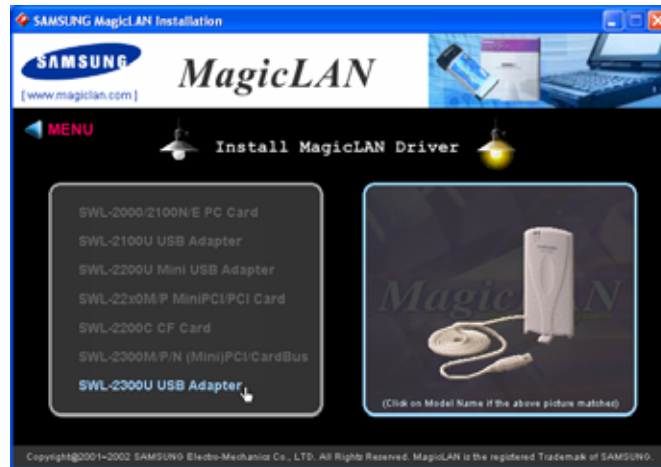 SAMSUNG MagicLAN Installation
SAMSUNG
MagicLAN
[www.magiclan.com]
MENU
Install MagicLAN Driver
SWL-2000/2100N/E PC Card
SWL-2100U USB Adapter
SWL-2200U Mini USB Adapter
SWL-22x0M/P MiniPCI/PCI Card
SWL-2200C CF Card
SWL-2300M/P/N (Mini)PCI/CardBus
SWL-2300U USB Adapter
(Click on Model Name if the above picture matches)
Copyright@2001-2002 SAMSUNG Electro-Mechanics Co., LTD. All Rights Reserved. MagicLAN is the registered Trademark of SAMSUNG.